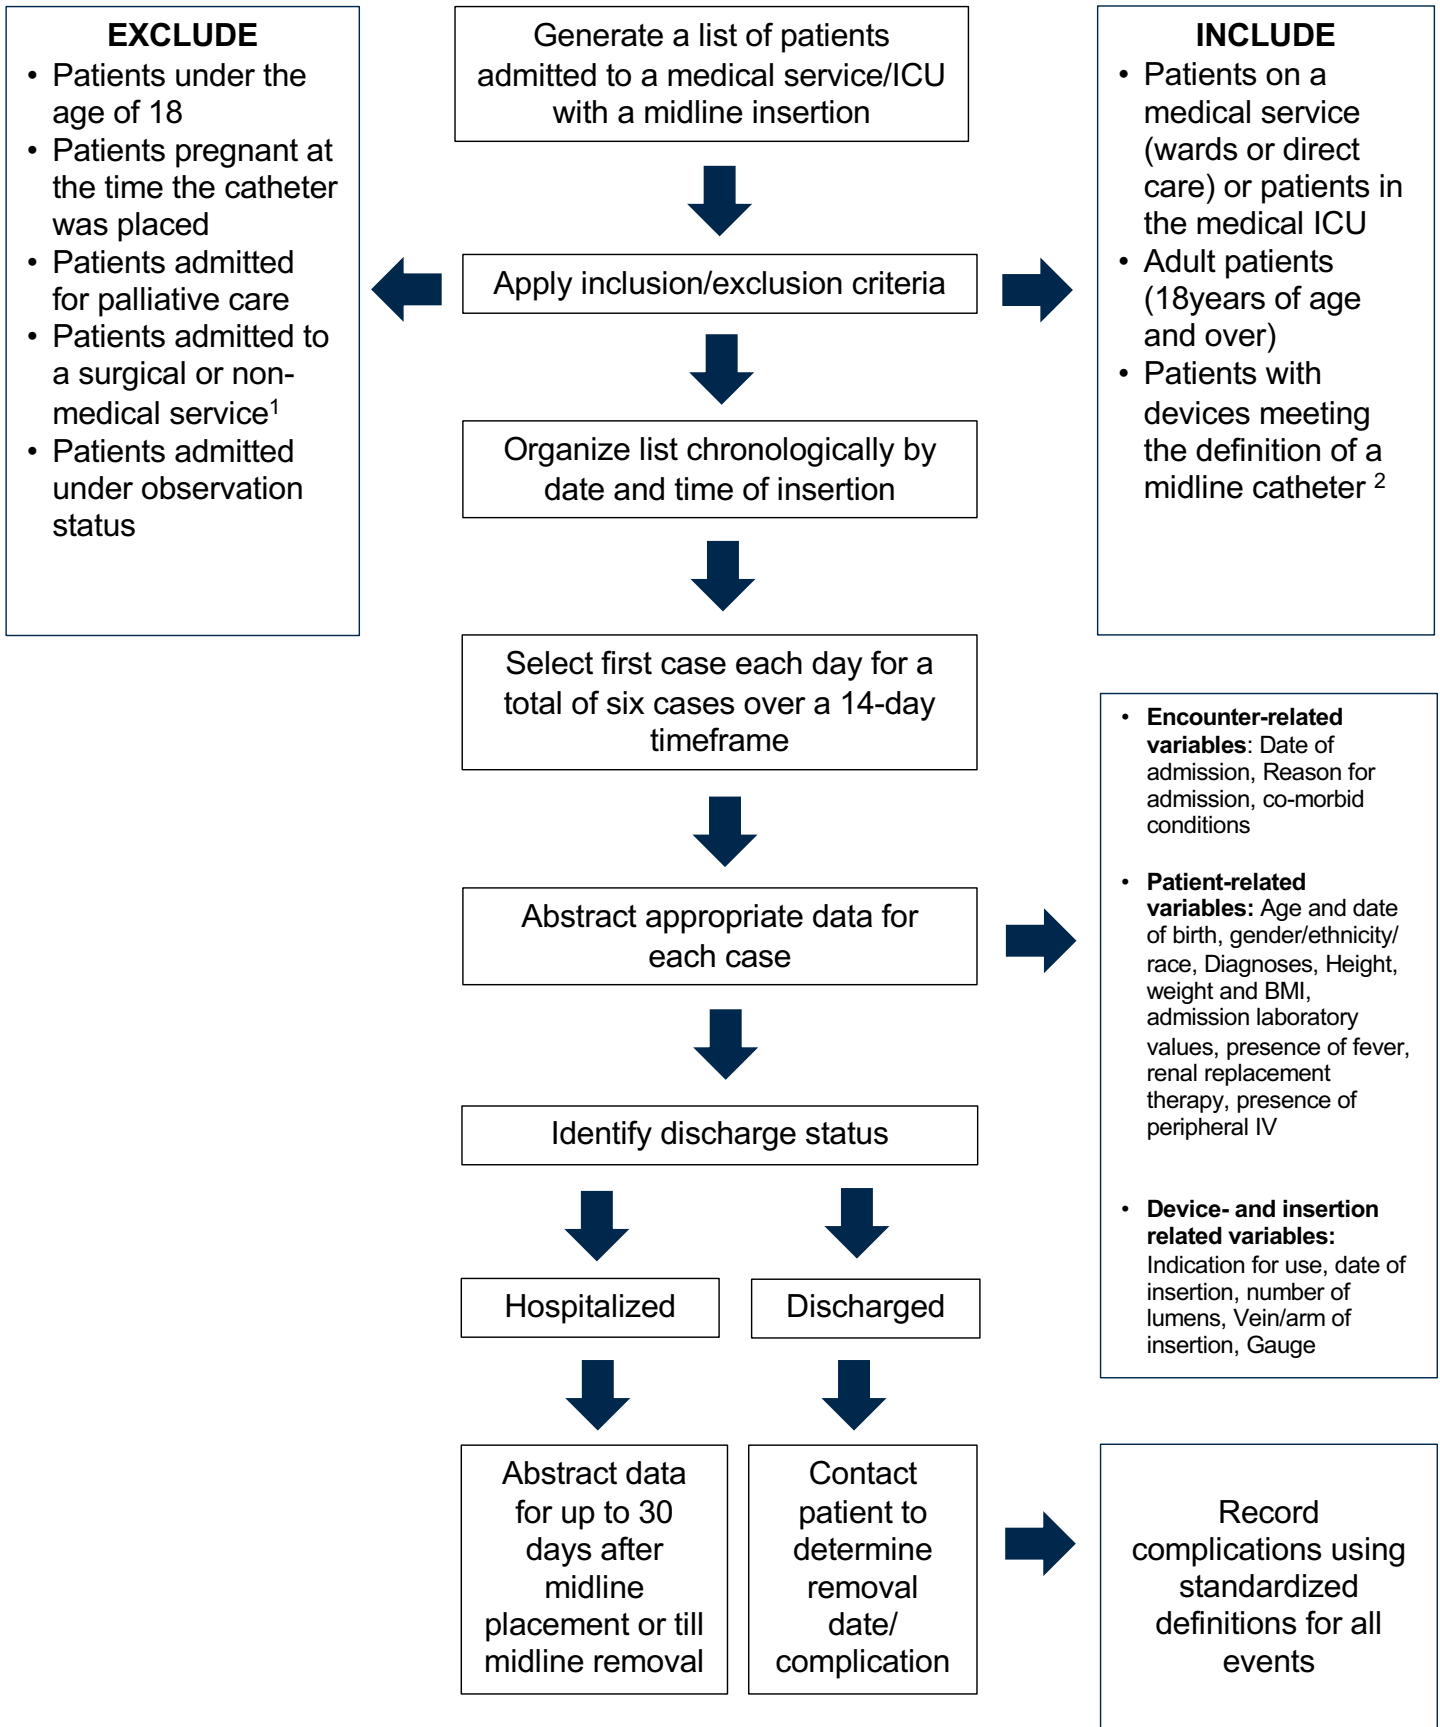 EXCLUDE
• Patients under the
age of 18
• Patients pregnant at
the time the catheter
was placed
• Patients admitted
for palliative care
• Patients admitted to
a surgical or non-
medical service1
• Patients admitted
under observation
status
Generate a list of patients
admitted to a medical service/ICU
with a midline insertion
INCLUDE
• Patients on a
medical service
(wards or direct
care) or patients in
the medical ICU
• Adult patients
(18years of age
and over)
• Patients with
devices meeting
the definition of a
midline catheter 2
Apply inclusion/exclusion criteria
Organize list chronologically by
date and time of insertion
Select first case each day for a
total of six cases over a 14-day
timeframe
Abstract appropriate data for
each case
• Encounter-related
variables: Date of
admission, Reason for
admission, co-morbid
conditions
• Patient-related
variables: Age and date
of birth, gender/ethnicity/
race, Diagnoses, Height,
weight and BMI,
admission laboratory
values, presence of fever,
renal replacement
therapy, presence of
peripheral IV
• Device- and insertion
related variables:
Indication for use, date of
insertion, number of
lumens, Vein/arm of
insertion, Gauge
Identify discharge status
Hospitalized
Discharged
Abstract data
for up to 30
days after
midline
placement or till
midline removal
Contact
patient to
determine
removal
date/
complication
Record
complications using
standardized
definitions for all
events